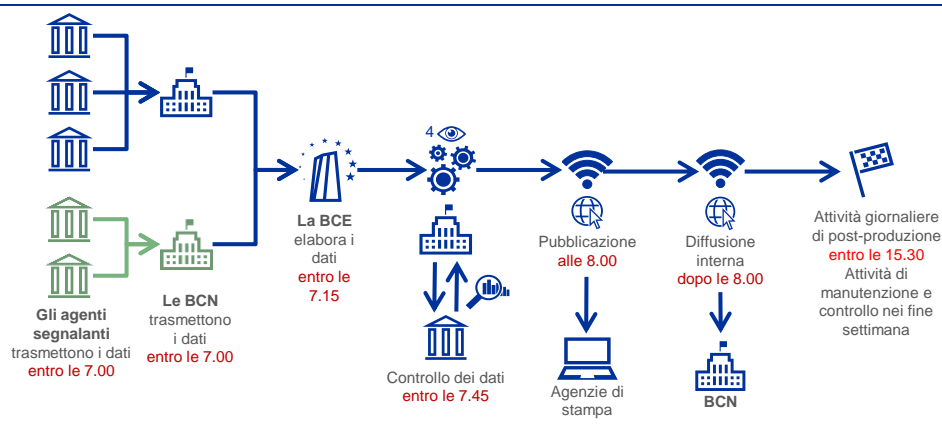 Gli agenti
segnalanti
trasmettono i dati
entro le 7.00
Le BCN
trasmettono
i dati
entro le 7.00
La BCE
elabora i
dati
entro le
7.15
4
Controllo dei dati
entro le 7.45
Pubblicazione
alle 8.00
Agenzie di
stampa
Diffusione
interna
dopo le 8.00
BCN
Attività giornaliere
di post-produzione
entro le 15.30
Attività di
manutenzione e
controllo nei fine
settimana